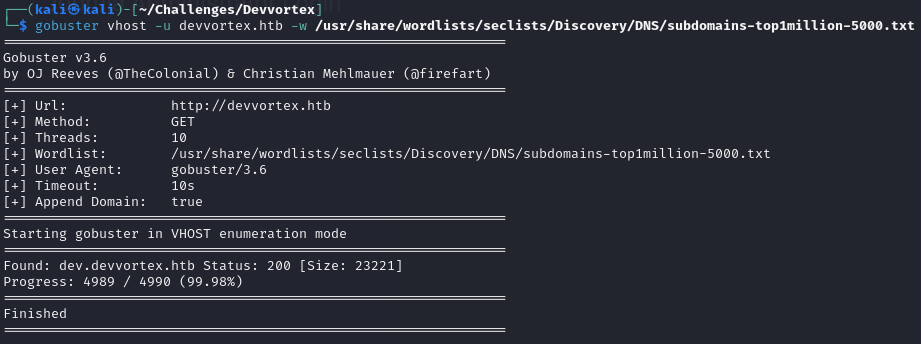 ┌──(kali㉿kali)-[~/Challenges/Devvortex]
└─$ gobuster vhost -u devvortex.htb -w /usr/share/wordlists/seclists/Discovery/DNS/subdomains-top1million-5000.txt
===============================================================
Gobuster v3.6
by OJ Reeves (@TheColonial) & Christian Mehlmauer (@firefart)
===============================================================
[+] Url:             http://devvortex.htb
[+] Method:          GET
[+] Threads:         10
[+] Wordlist:        /usr/share/wordlists/seclists/Discovery/DNS/subdomains-top1million-5000.txt
[+] User Agent:      gobuster/3.6
[+] Timeout:         10s
[+] Append Domain:   true
===============================================================
Starting gobuster in VHOST enumeration mode
===============================================================
Found: dev.devvortex.htb Status: 200 [Size: 23221]
Progress: 4989 / 4990 (99.98%)
===============================================================
Finished
===============================================================